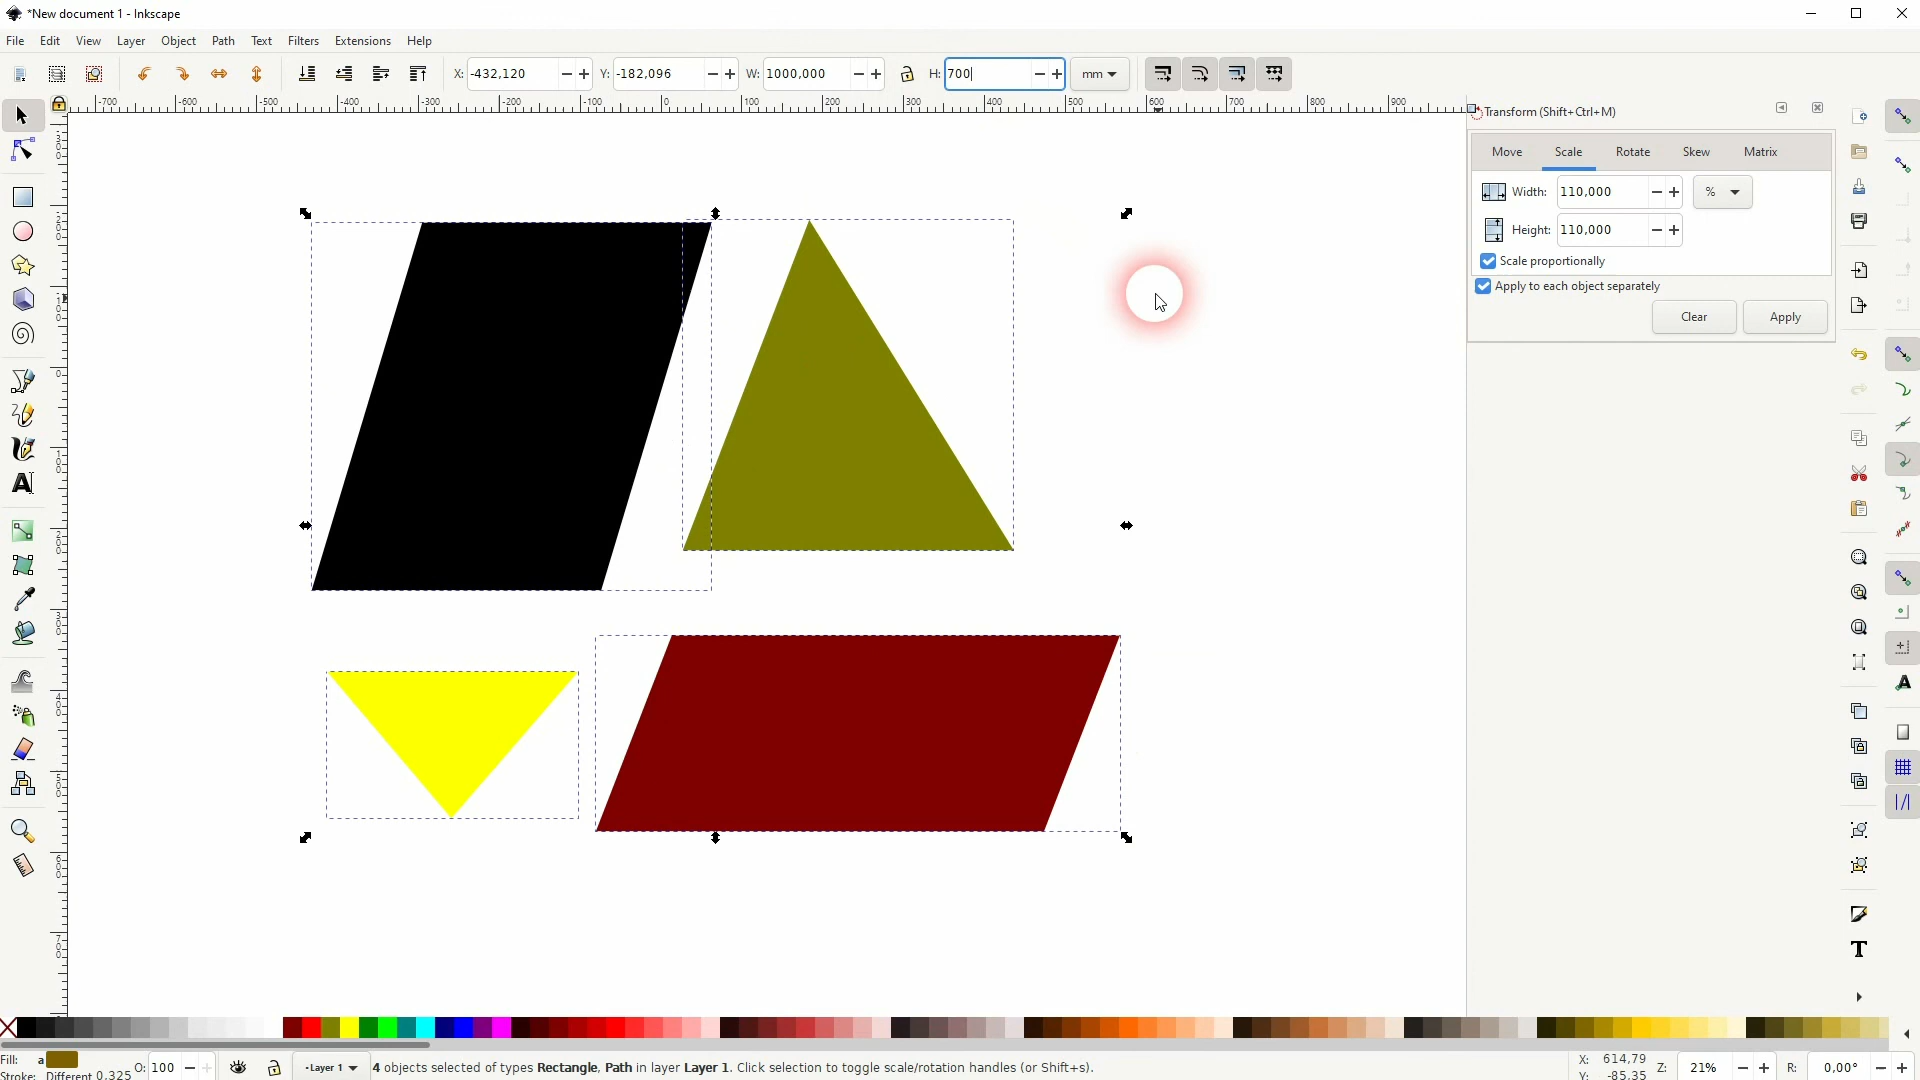 *New document 1 - Inkscape
File Edit View Layer Object Path Text Filters Extensions Help
X: -432,120 Y: -182,096 W: 1000,000 H: 700 mm
-700 -600 -500 -400 -300 -200 -100 0 100 200 300 400 500 600 700 800 900
Transform (Shift+Ctrl+M)
Move Scale Rotate Skew Matrix
Width: 110,000 %
Height: 110,000
Scale proportionally
Apply to each object separately
Clear Apply
Fill: a O: 100 Layer 1 4 objects selected of types Rectangle, Path in layer Layer 1. Click selection to toggle scale/rotation handles (or Shift+s). X: 614,79 Z: 21% R: 0,00°
Stroke: Different 0,325 Y: -85,35